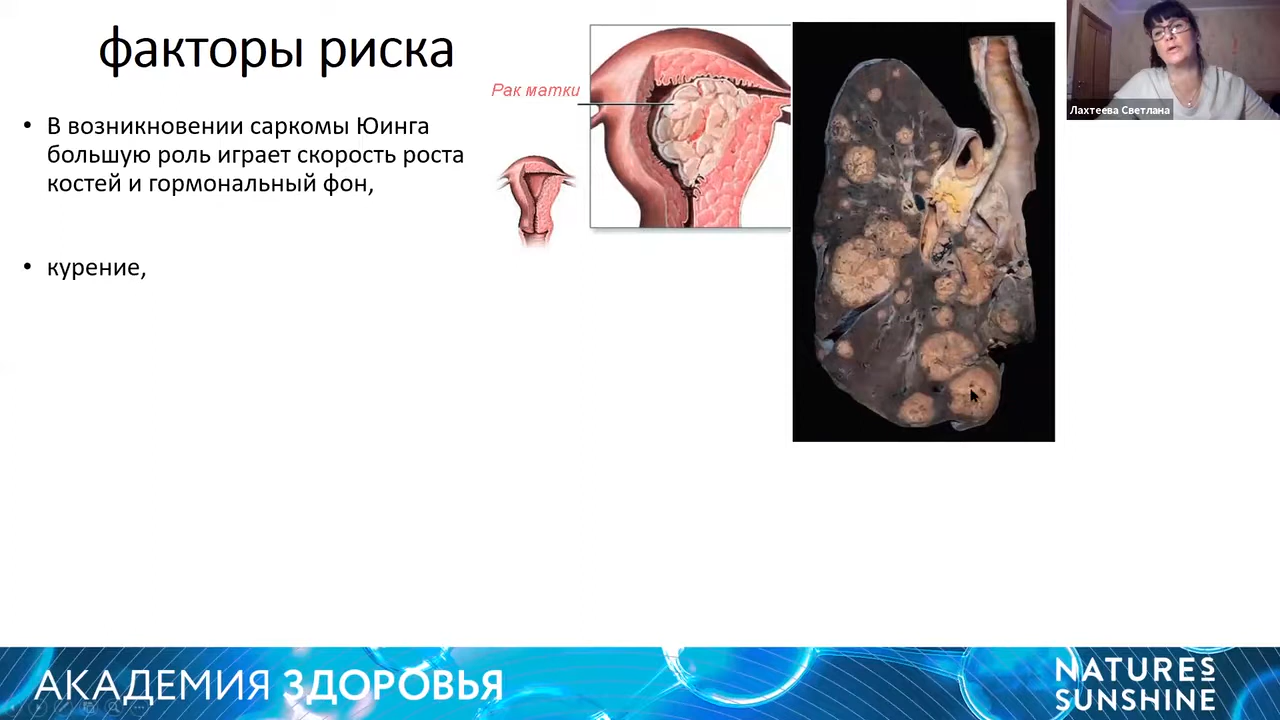 факторы риска
Рак матки
• В возникновении саркомы Юинга
большую роль играет скорость роста
костей и гормональный фон,
• курение,
Лахтеева Светлана
АКАДЕМИЯ ЗДОРОВЬЯ
NATURE'S
SUNSHINE